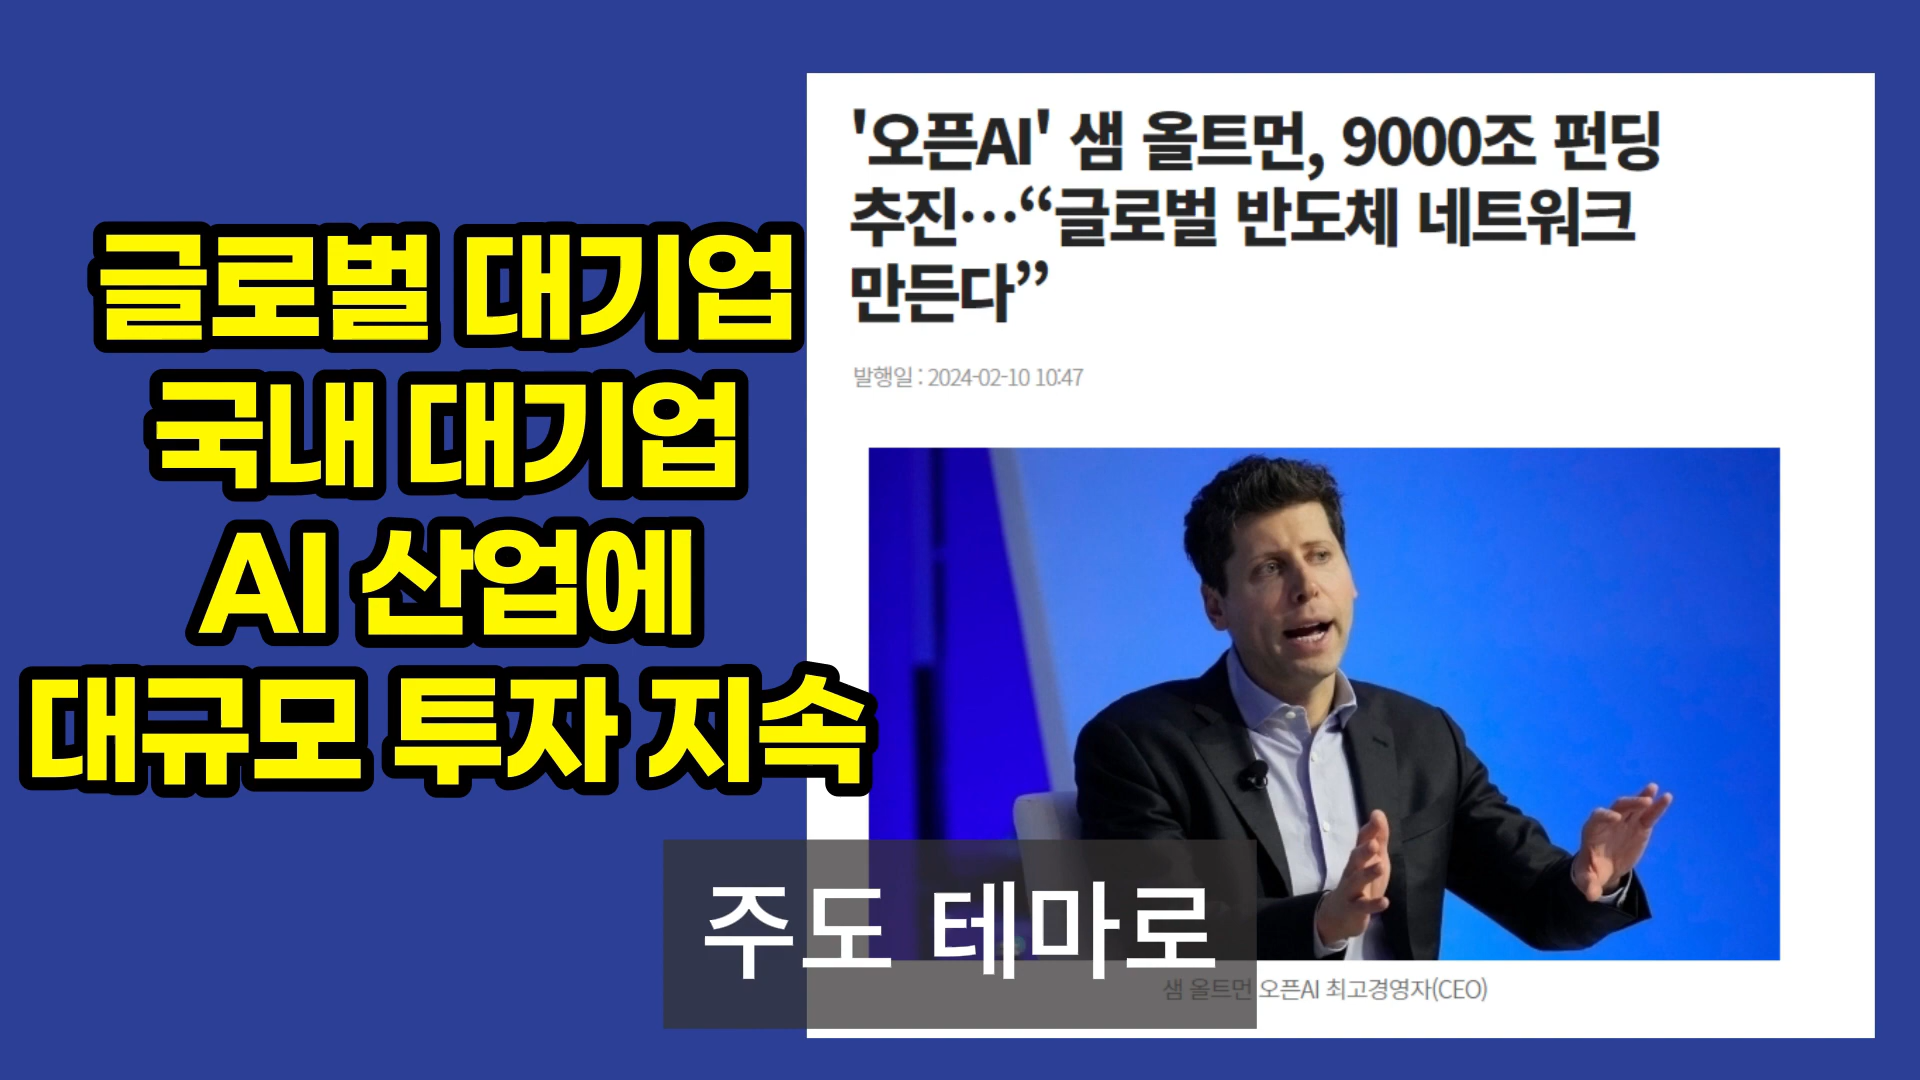 글로벌 대기업
국내 대기업
AI 산업에
대규모 투자 지속
'오픈AI' 샘 올트먼, 9000조 펀딩
추진…“글로벌 반도체 네트워크
만든다”
발행일 : 2024-02-10 10:47
샘 올트먼 오픈AI 최고경영자(CEO)
주도 테마로